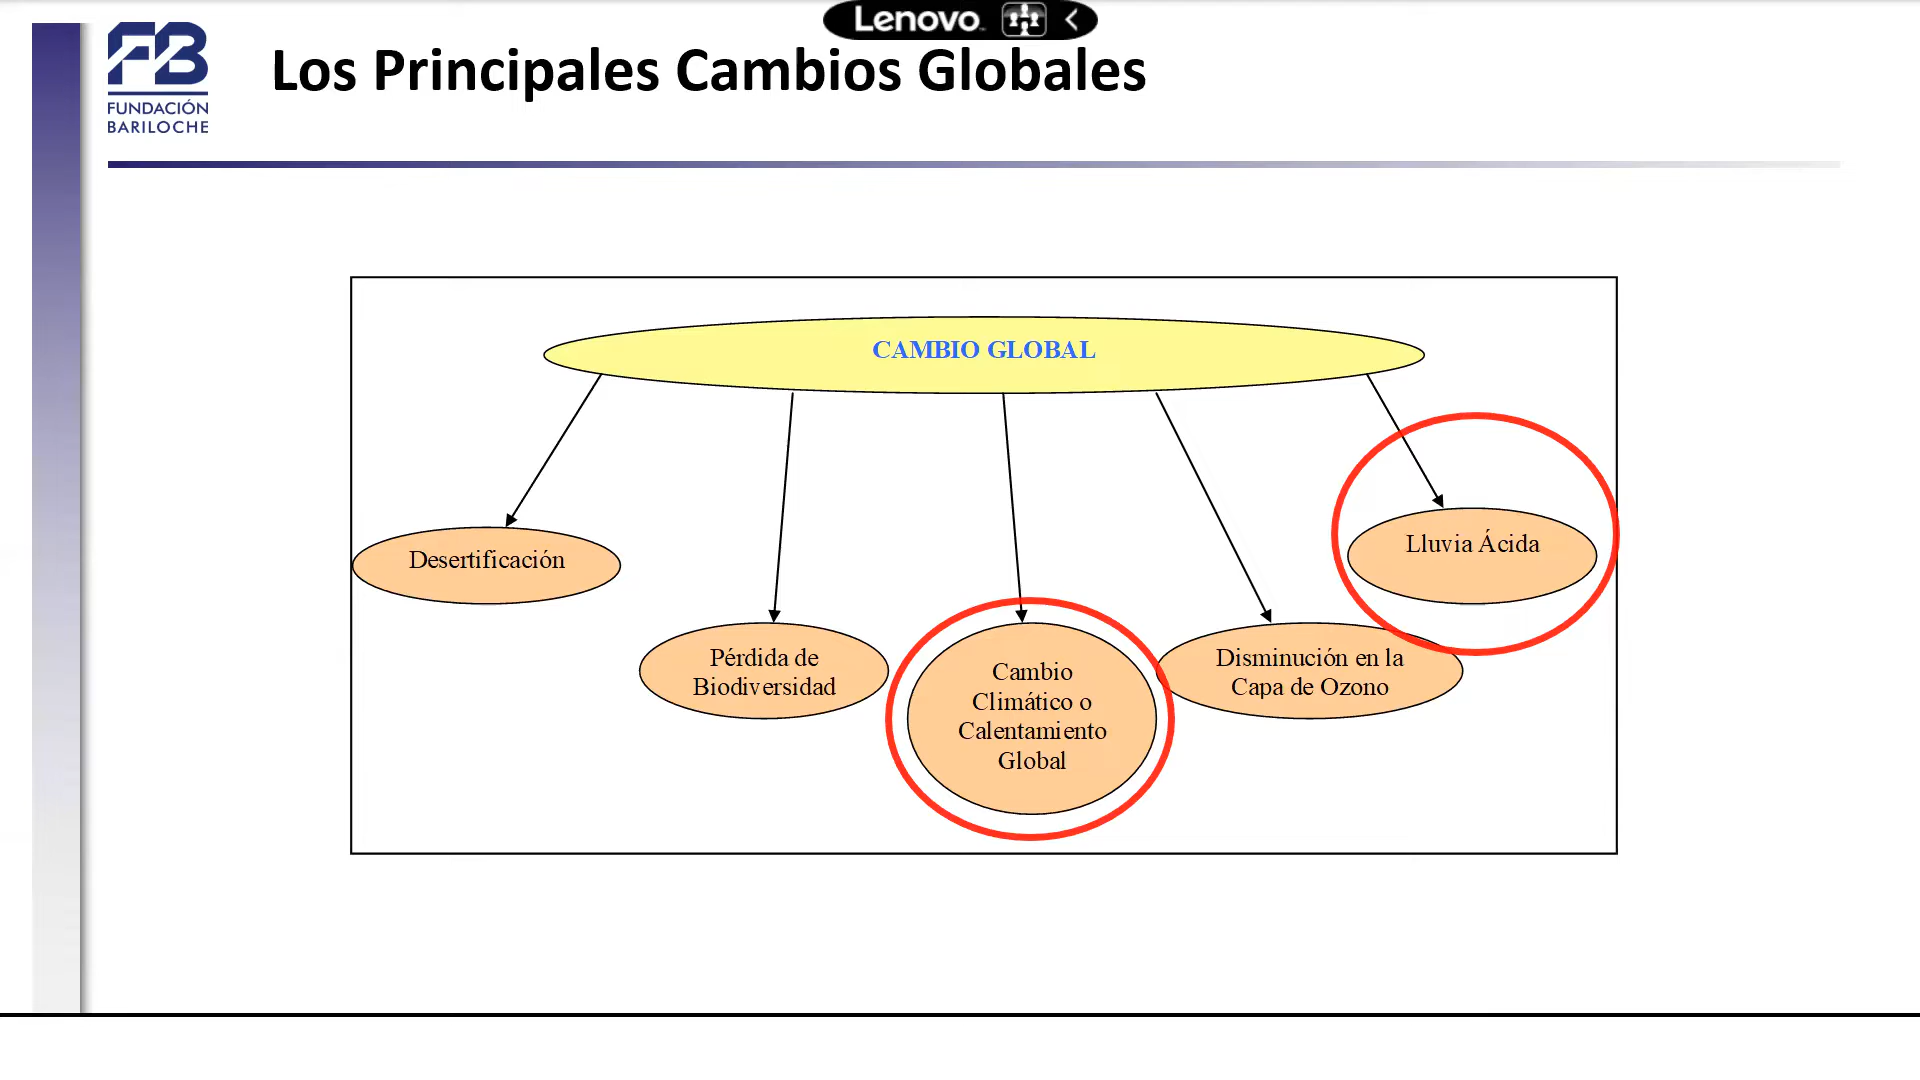 Lenovo
FB
FUNDACIÓN
BARILOCHE
Los Principales Cambios Globales
CAMBIO GLOBAL
Desertificación
Pérdida de
Biodiversidad
Cambio
Climático o
Calentamiento
Global
Disminución en la
Capa de Ozono
Lluvia Ácida